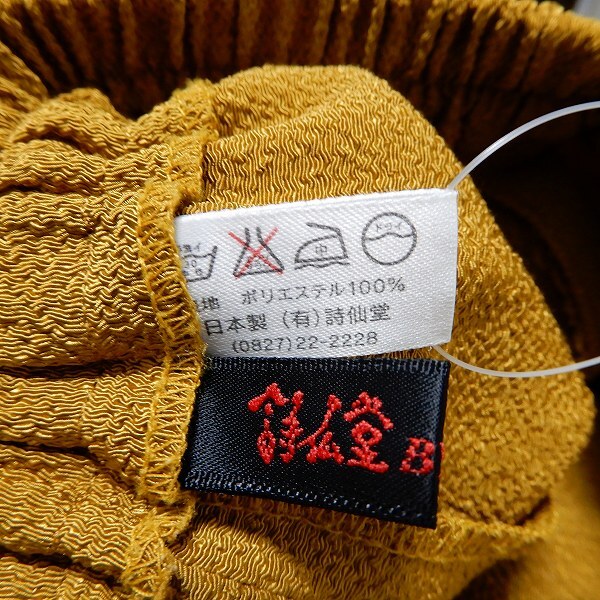 地 ポリエステル100%
日本製 (有)詩仙堂
(0827)22-2228
詩仙堂 B